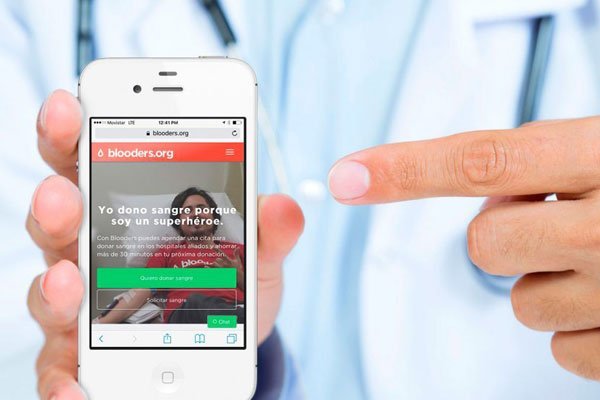 Movistar LTE 12:41 PM
blooders.org
blooders.org
Yo dono sangre porque
soy un superhéroe.
Con Blooders puedes agendar una cita para
donar sangre en los hospitales aliados y ahorrar
más de 30 minutos en tu próxima donación.
Quiero donar sangre
Solicitar sangre
Chat